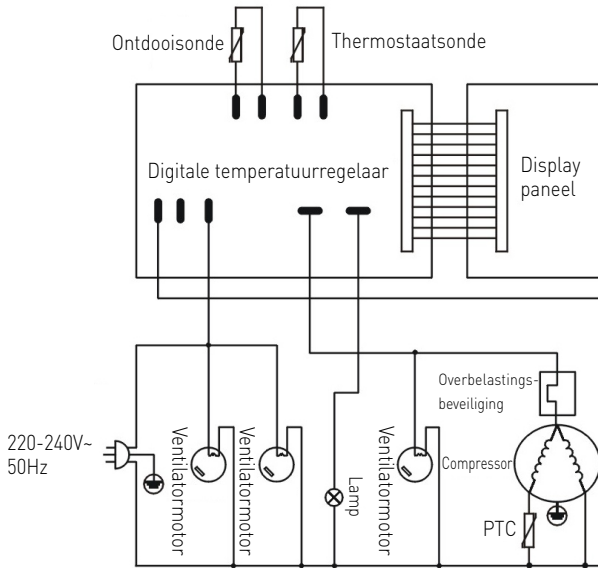 Ontdooisonde
Thermostaatsonde
Digitale temperatuurregelaar
Display
paneel
Overbelastings-
beveiliging
220-240V~
50Hz
Ventilatormotor
Ventilatormotor
Lamp
Ventilatormotor
Compressor
PTC